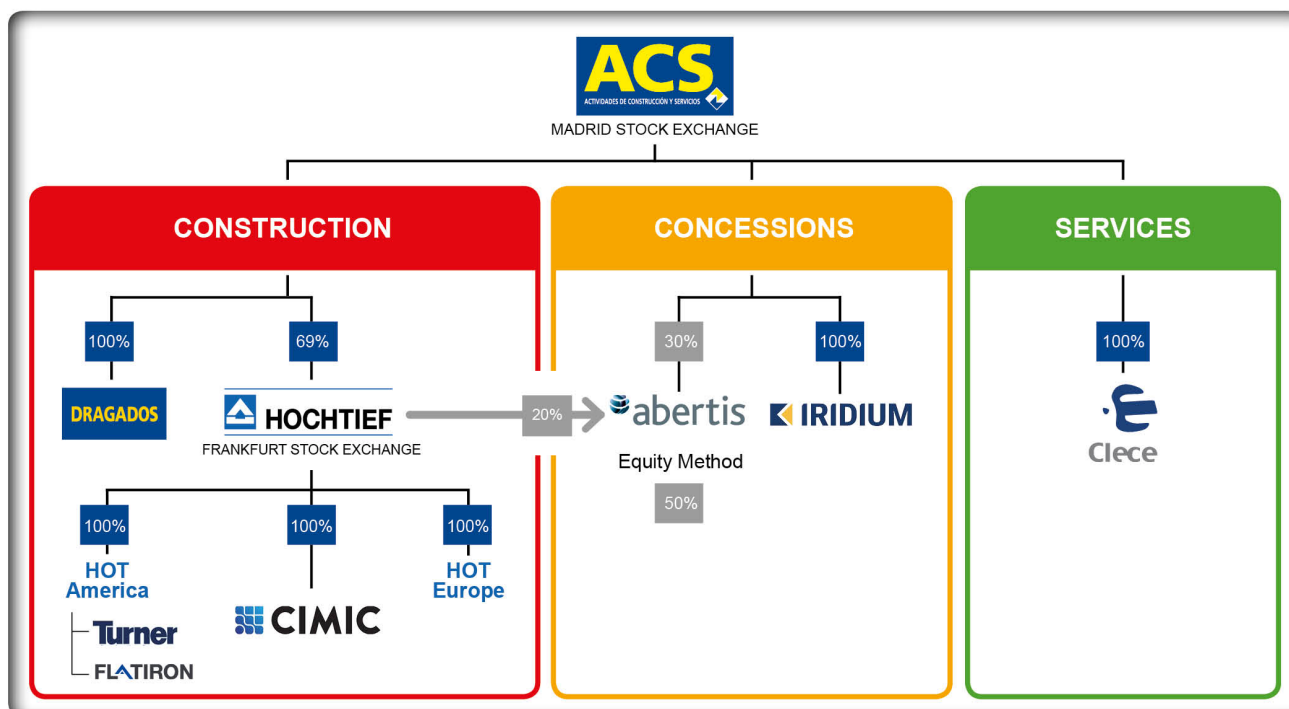 ACS
ACTIVIDADES DE CONSTRUCCIÓN Y SERVICIOS
MADRID STOCK EXCHANGE
CONSTRUCTION
CONCESSIONS
SERVICES
100%
69%
30%
100%
100%
DRAGADOS
HOCHTIEF
20%
abertis
IRIDIUM
Clece
FRANKFURT STOCK EXCHANGE
Equity Method
50%
100%
100%
100%
HOT
America
HOT
Europe
CIMIC
Turner
FLATIRON